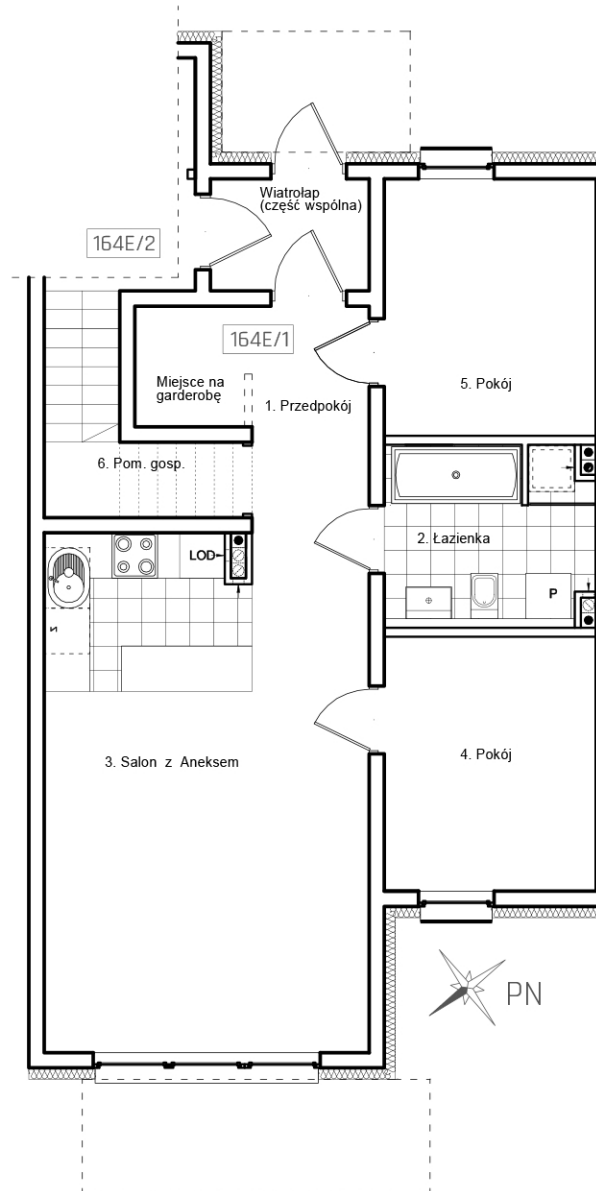 Wiatrołap
(część wspólna)
164E/2
164E/1
Miejsce na
garderobę
1. Przedpokój
5. Pokój
6. Pom. gosp.
2. Łazienka
LOD
P
N
3. Salon z Aneksem
4. Pokój
PN